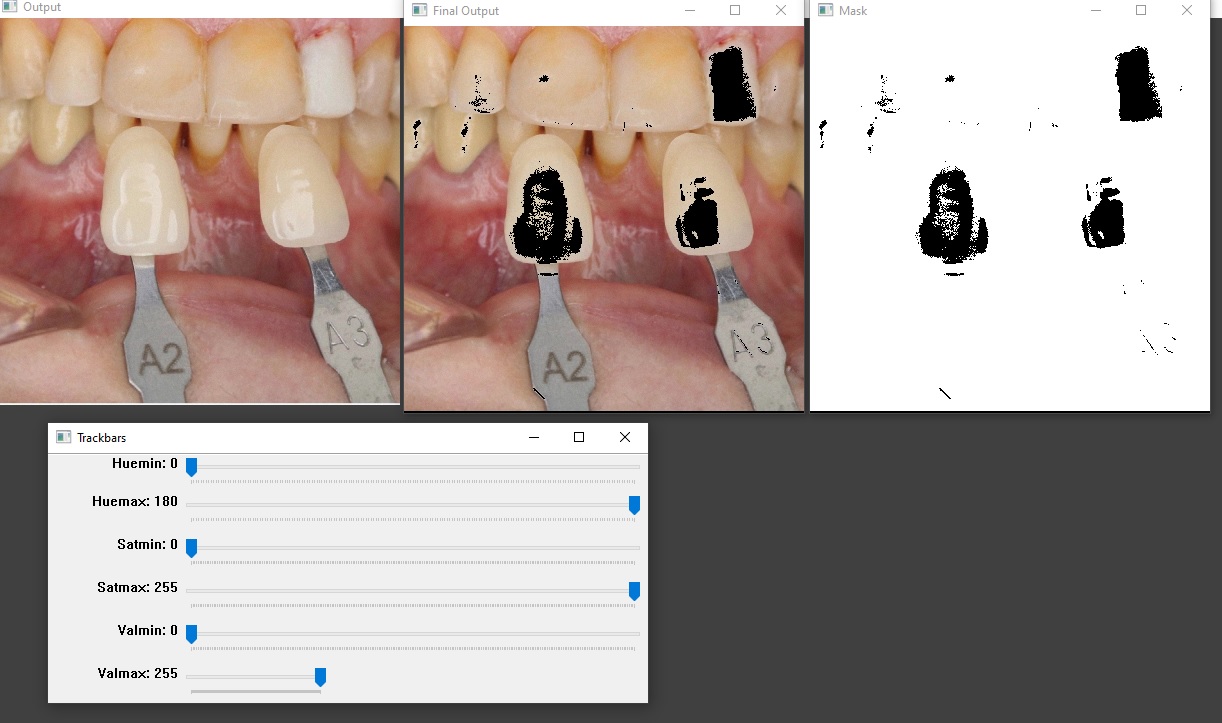 Output
Final Output
Mask
A2
A3
A2
A3
A3
Trackbars
Huemin: 0
Huemax: 180
Satmin: 0
Satmax: 255
Valmin: 0
Valmax: 255